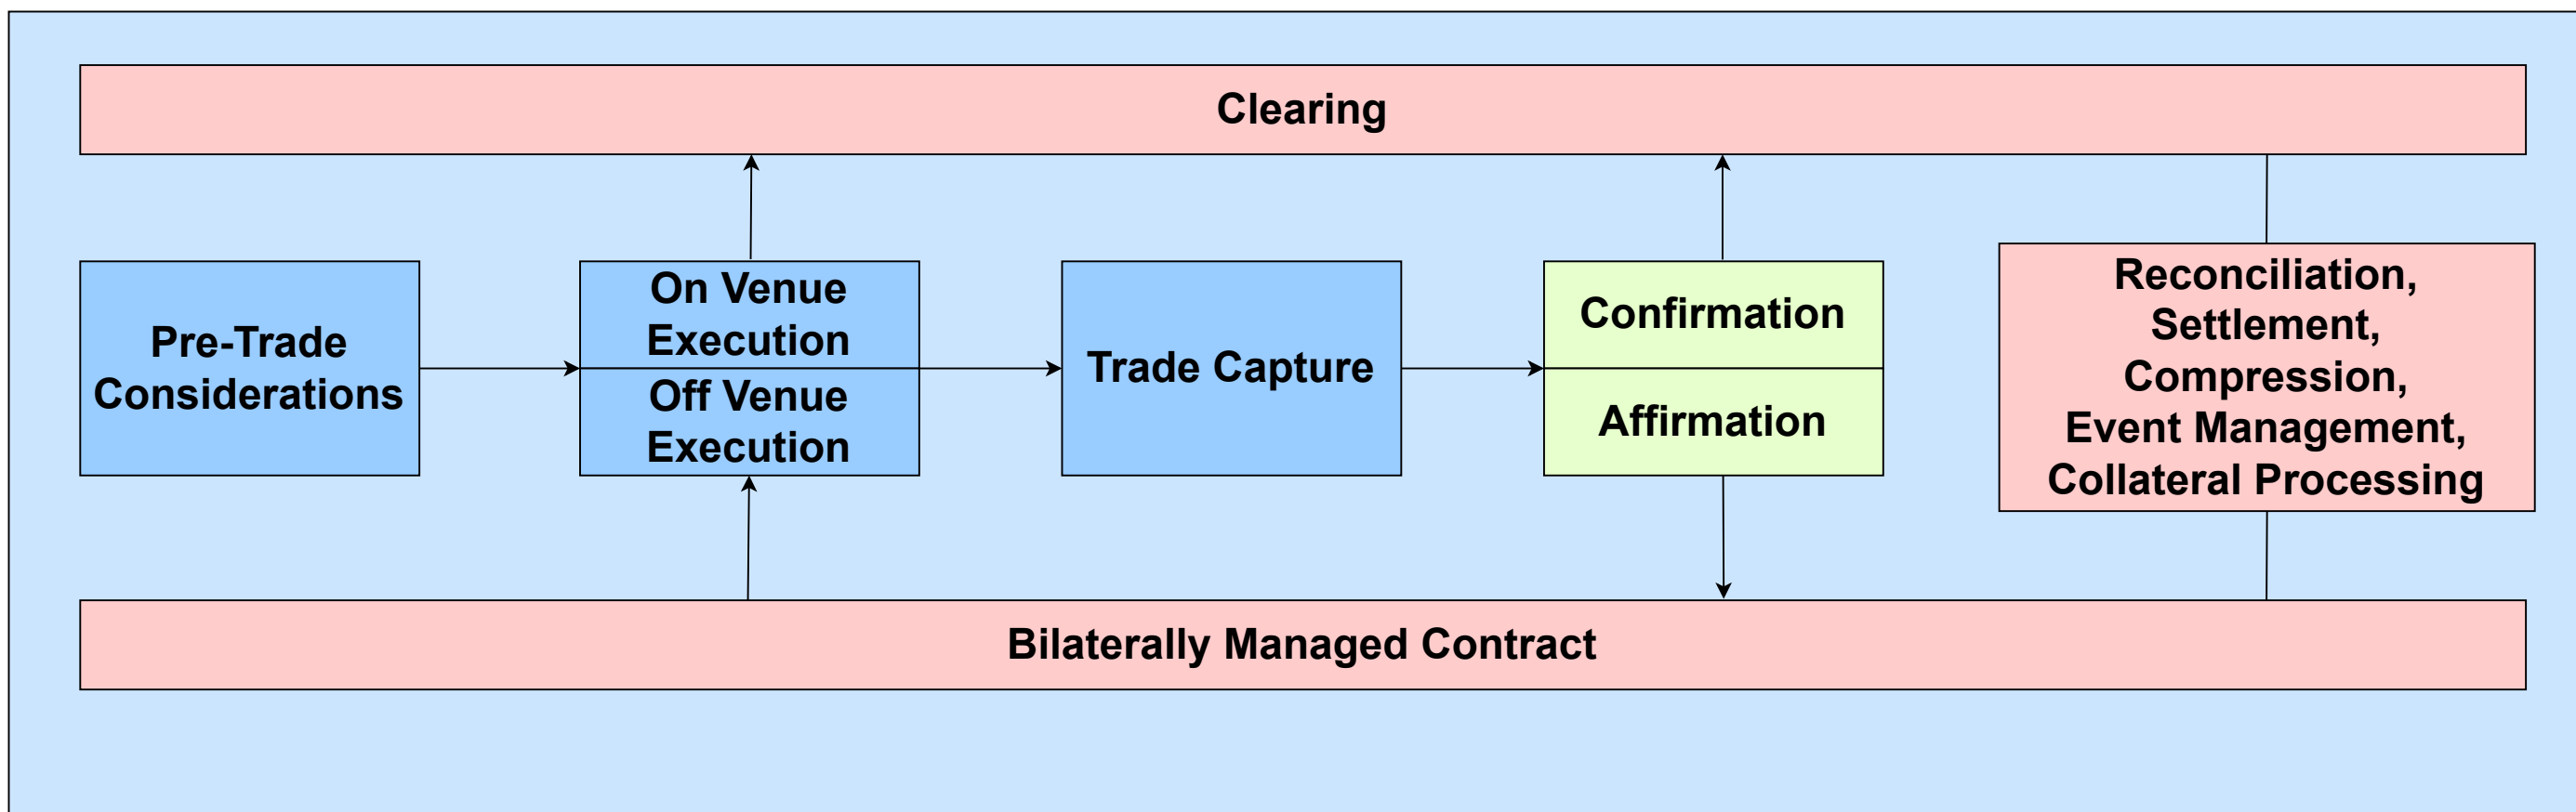 Clearing
Pre-Trade
Considerations
On Venue
Execution
Off Venue
Execution
Trade Capture
Confirmation
Affirmation
Reconciliation,
Settlement,
Compression,
Event Management,
Collateral Processing
Bilaterally Managed Contract